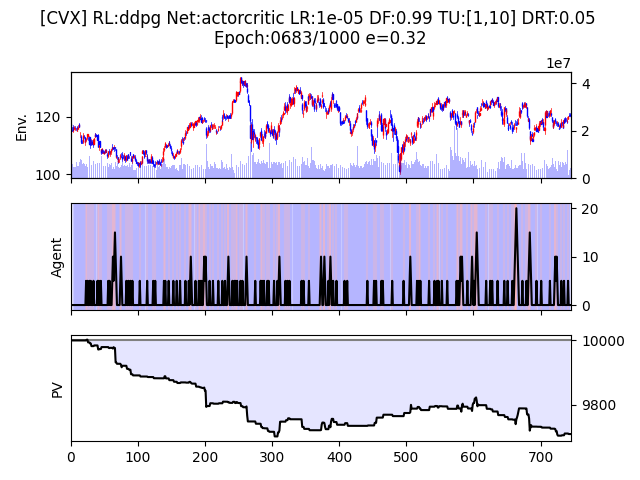 [CVX] RL:ddpg Net:actorcritic LR:1e-05 DF:0.99 TU:[1,10] DRT:0.05
Epoch:0683/1000 e=0.32
1e7
Env.
120
100
4
2
0
Agent
20
10
0
PV
10000
9800
0 100 200 300 400 500 600 700